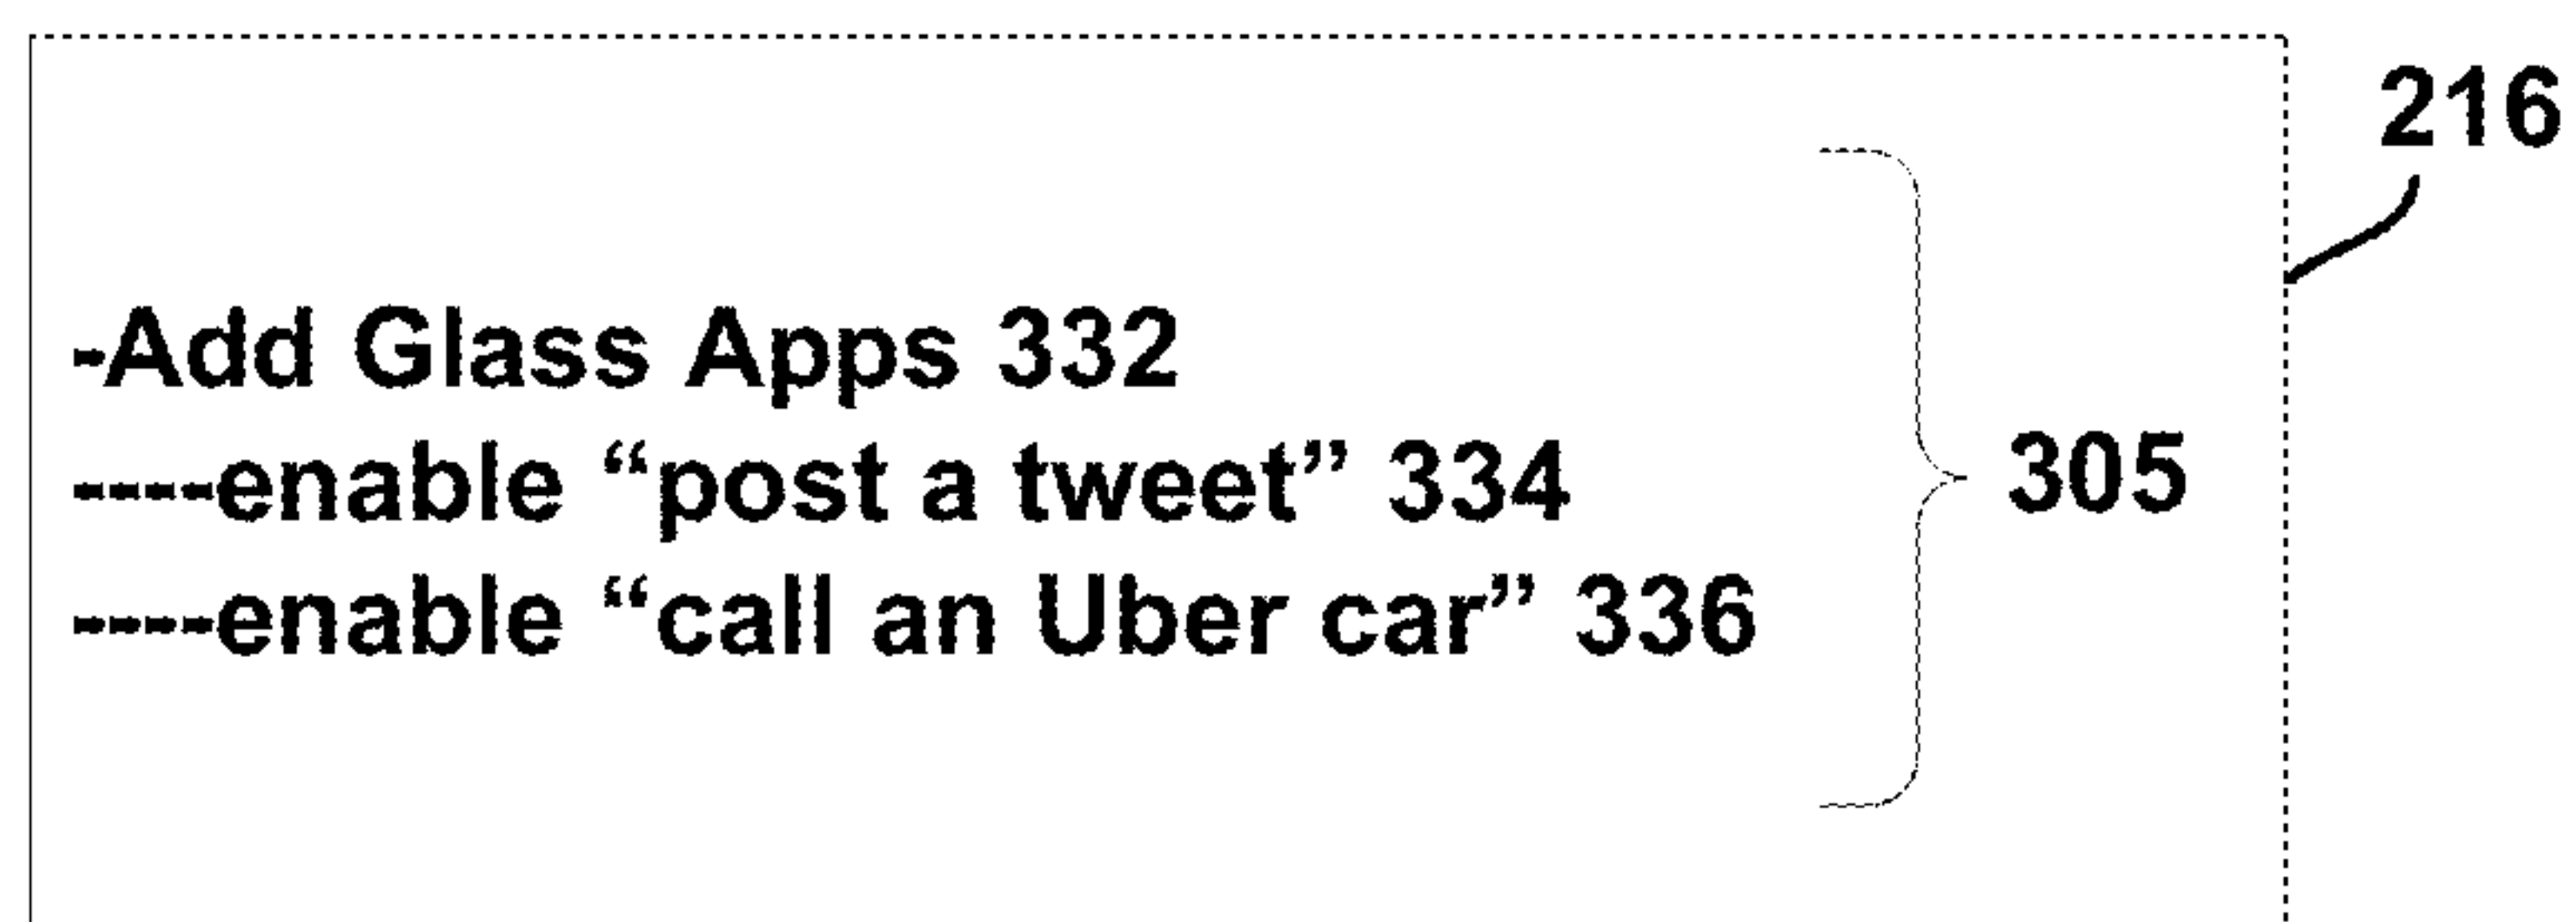 216
-Add Glass Apps 332
----enable “post a tweet” 334
305
----enable “call an Uber car” 336